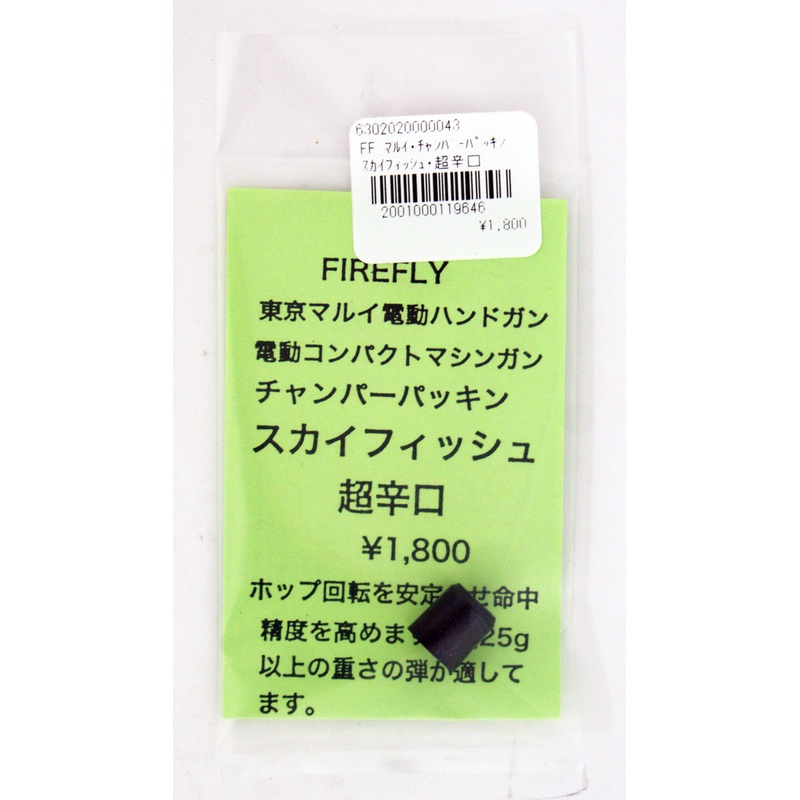 6302020000043
FF マルイ・チャンバーパッキン
スカイフィッシュ・超辛口
2001000119646
¥1,800
FIREFLY
東京マルイ電動ハンドガン
電動コンパクトマシンガン
チャンバーパッキン
スカイフィッシュ
超辛口
¥1,800
ホップ回転を安定 せ命中
精度を高めま 25g
以上の重さの弾が適して
ます。